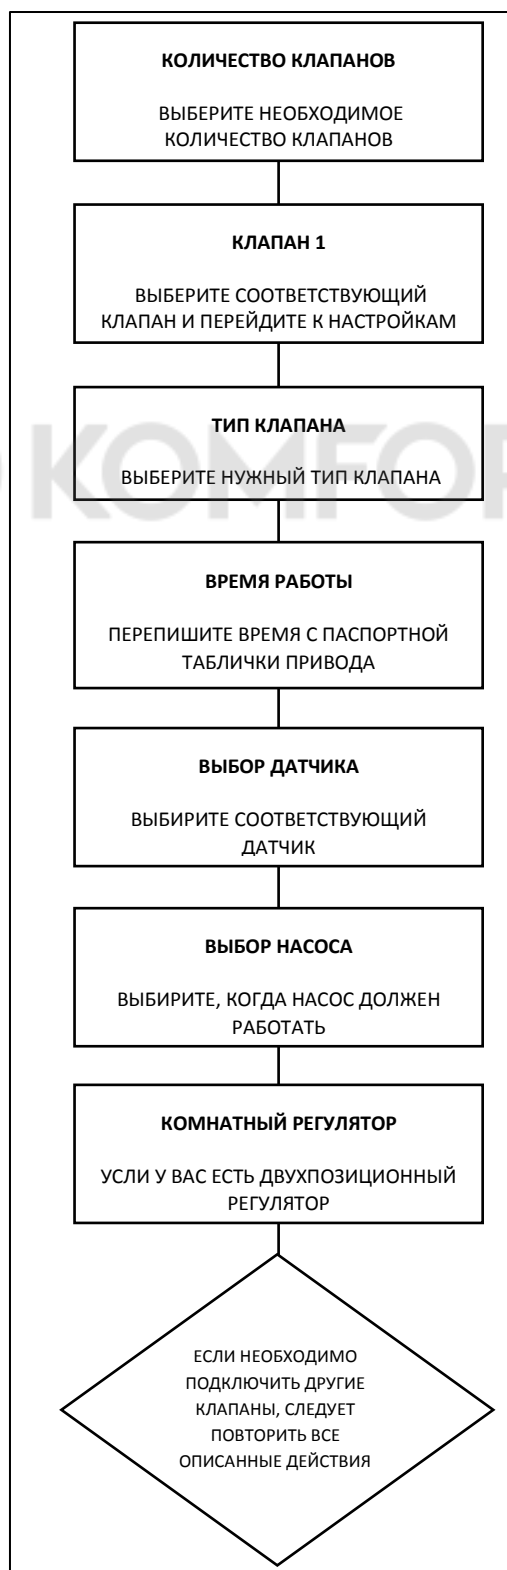 КОЛИЧЕСТВО КЛАПАНОВ
ВЫБЕРИТЕ НЕОБХОДИМОЕ
КОЛИЧЕСТВО КЛАПАНОВ
КЛАПАН 1
ВЫБЕРИТЕ СООТВЕТСТВУЮЩИЙ
КЛАПАН И ПЕРЕЙДИТЕ К НАСТРОЙКАМ
ТИП КЛАПАНА
ВЫБЕРИТЕ НУЖНЫЙ ТИП КЛАПАНА
KOMFOR
ВРЕМЯ РАБОТЫ
ПЕРЕПИШИТЕ ВРЕМЯ С ПАСПОРТНОЙ
ТАБЛИЧКИ ПРИВОДА
ВЫБОР ДАТЧИКА
ВЫБИРИТЕ СООТВЕТСТВУЮЩИЙ
ДАТЧИК
ВЫБОР НАСОСА
ВЫБИРИТЕ, КОГДА НАСОС ДОЛЖЕН
РАБОТАТЬ
КОМНАТНЫЙ РЕГУЛЯТОР
УСЛИ У ВАС ЕСТЬ ДВУХПОЗИЦИОННЫЙ
РЕГУЛЯТОР
ЕСЛИ НЕОБХОДИМО
ПОДКЛЮЧИТЬ ДРУГИЕ
КЛАПАНЫ, СЛЕДУЕТ
ПОВТОРИТЬ ВСЕ
ОПИСАННЫЕ ДЕЙСТВИЯ